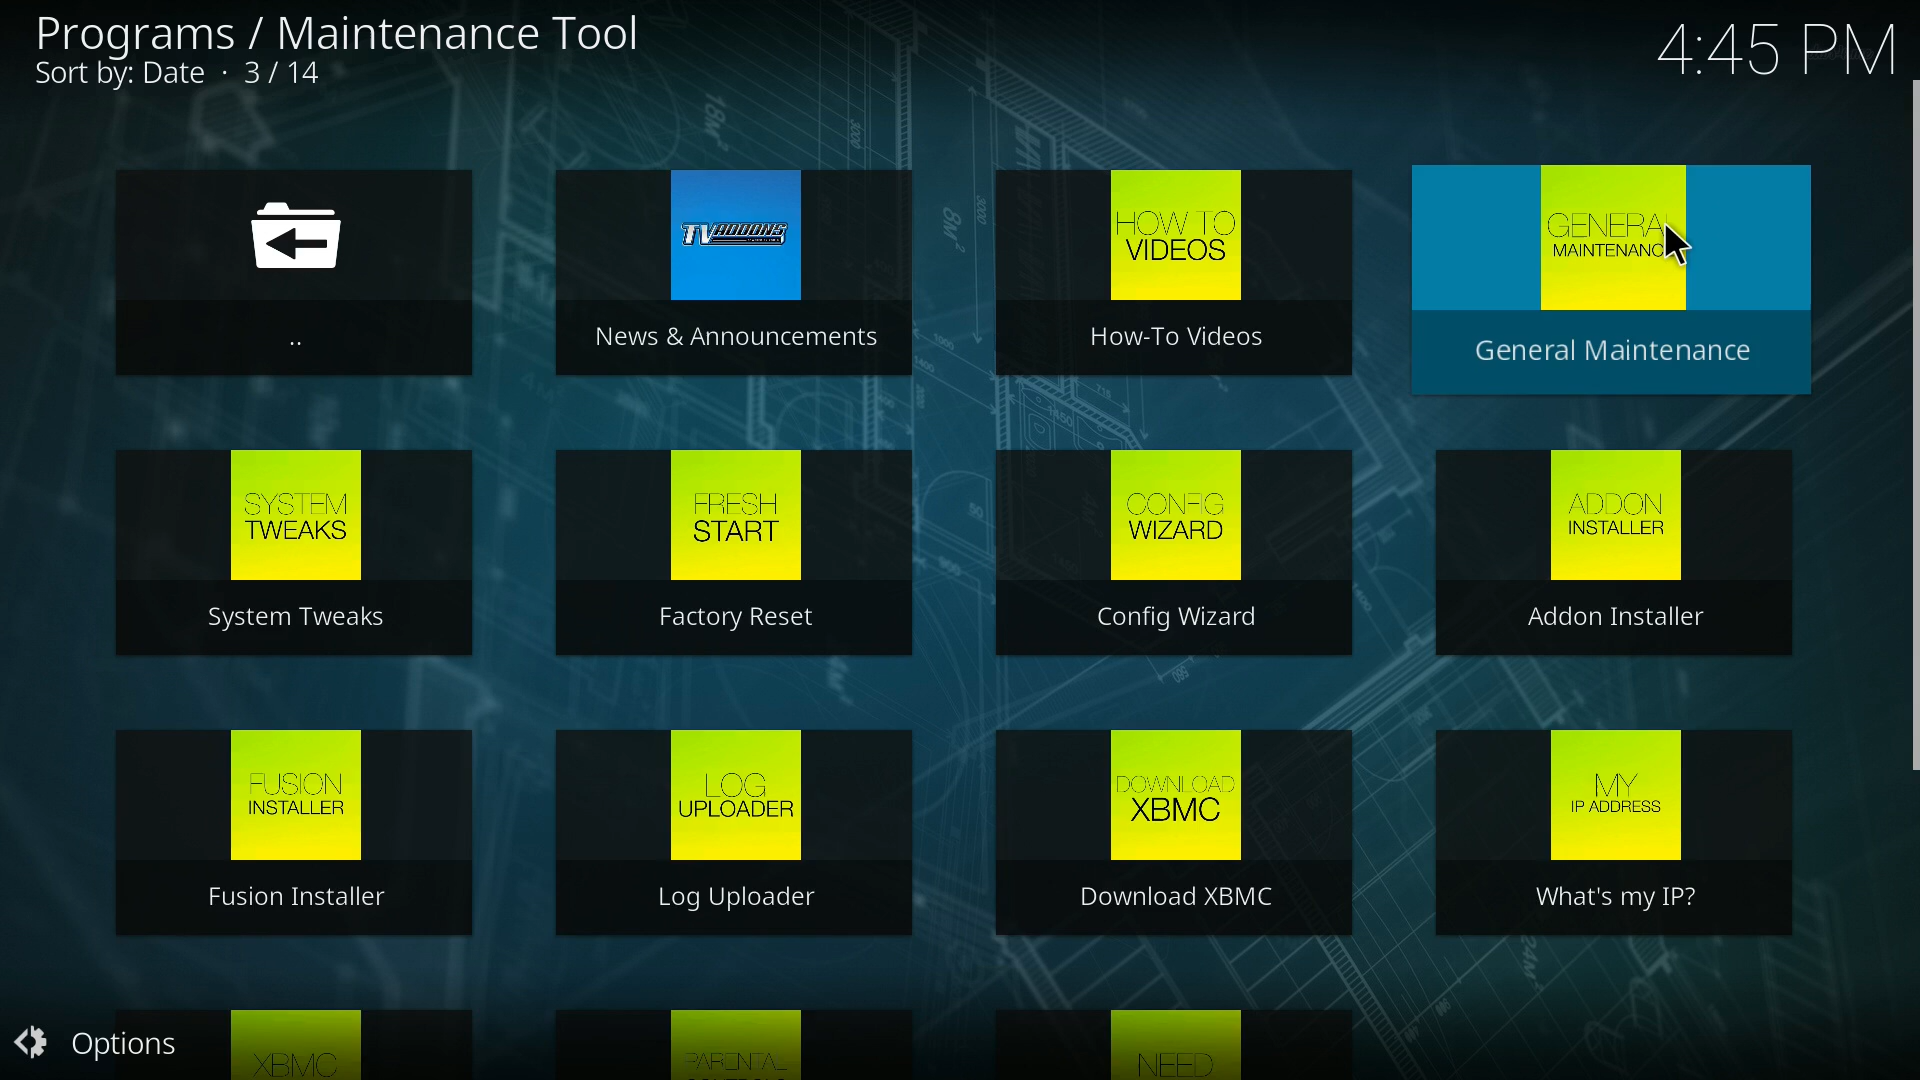 Programs / Maintenance Tool
Sort by: Date · 3 / 14
4:45 PM
..
TVADDONS
News & Announcements
HOW TO
VIDEOS
How-To Videos
GENERAL
General Maintenance
SYSTEM
TWEAKS
System Tweaks
FRESH
START
Factory Reset
CONFIG
WIZARD
Config Wizard
ADDON
INSTALLER
Addon Installer
FUSION
INSTALLER
Fusion Installer
LOG
UPLOADER
Log Uploader
DOWNLOAD
XBMC
Download XBMC
MY
IP ADDRESS
What's my IP?
XBMC
PARENTAL
NEED
Options